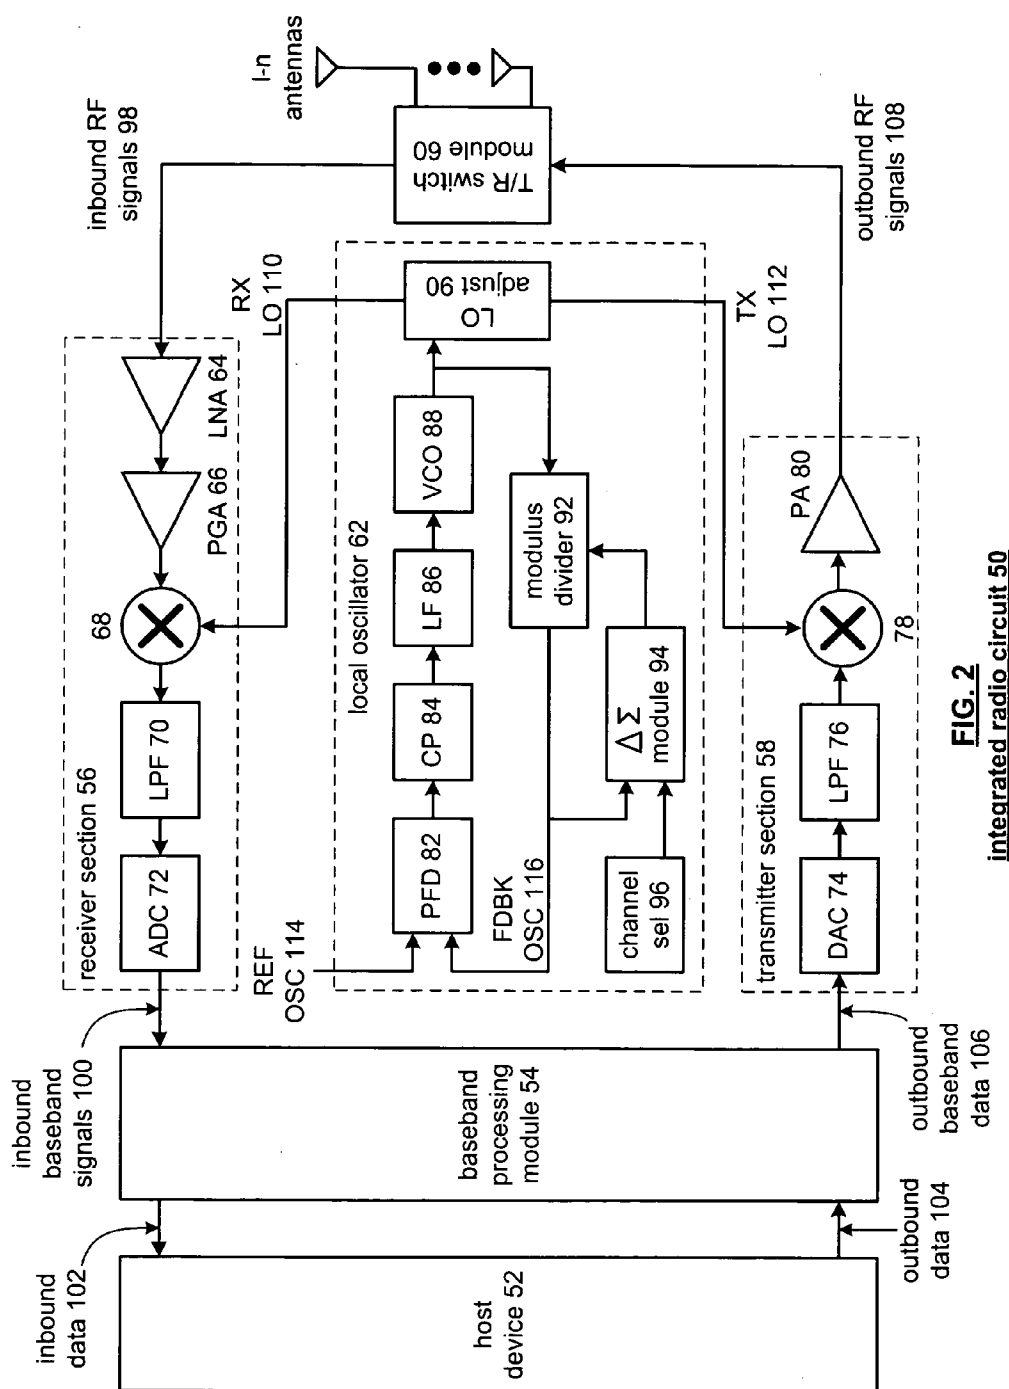 I-n
antennas
inbound RF
signals 98
T/R switch
module 60
outbound RF
signals 108
RX
LO 110
LO
adjust 90
TX
LO 112
receiver section 56
LNA 64
PGA 66
68
LPF 70
ADC 72
local oscillator 62
VCO 88
LF 86
CP 84
PFD 82
modulus
divider 92
ΔΣ
module 94
channel
sel 96
REF
OSC 114
FDBK
OSC 116
transmitter section 58
PA 80
78
LPF 76
DAC 74
inbound
baseband
signals 100
baseband
processing
module 54
outbound
baseband
data 106
inbound
data 102
host
device 52
outbound
data 104
FIG. 2
integrated radio circuit 50